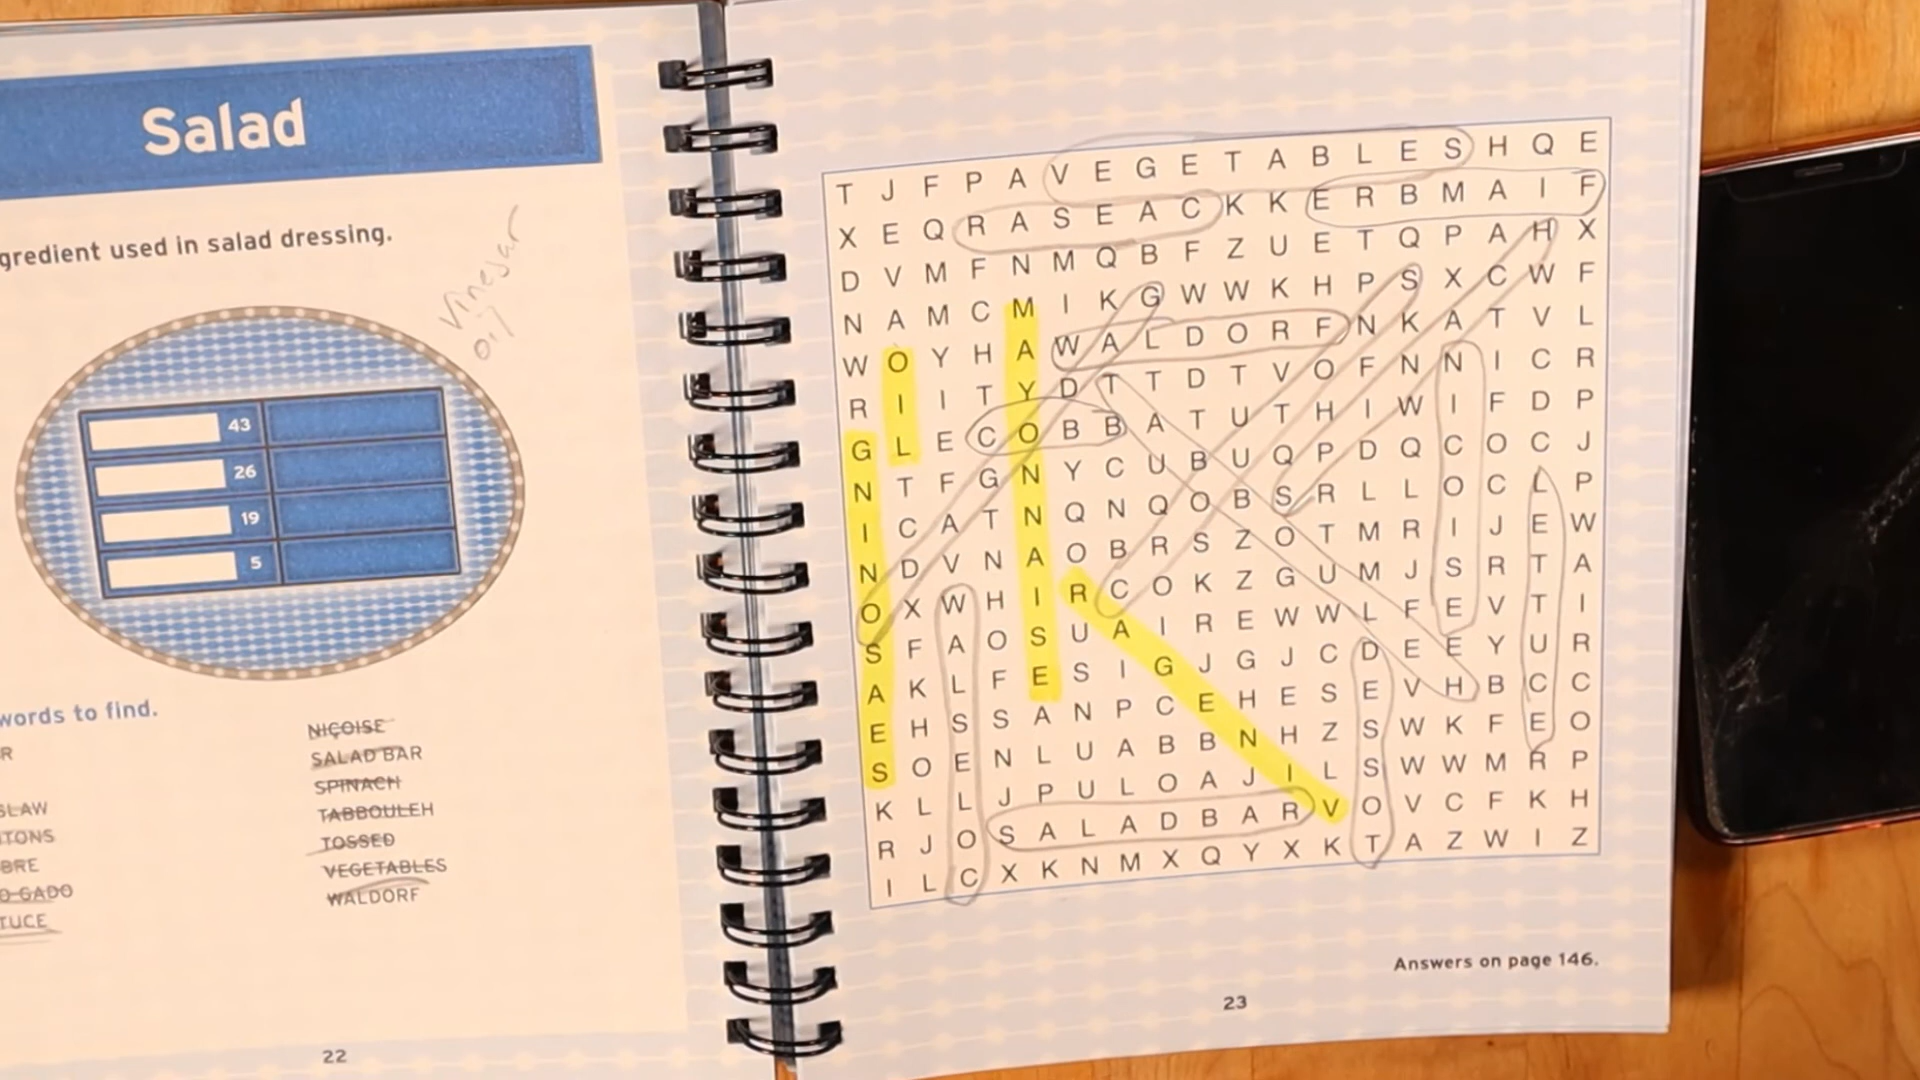 Salad
gredient used in salad dressing.
Vinegar
oil
43
26
19
5
words to find.
R
SLAW
TONS
BRE
O GADO
TUCE
NIÇOISE
SALAD BAR
SPINACH
TABBOULEH
TOSSED
VEGETABLES
WALDORF
22
T J F P A V E G E T A B L E S H Q E
X E Q R A S E A C K K E R B M A I F
D V M F N M Q B F Z U E T Q P A H X
N A M C M I K G W W K H P S X C W F
W O Y H A W A L D O R F N K A T V L
R I I T Y D T T D T V O F N N I C R
G L E C O B B A T U T H I W I F D P
N T F G N Y C U B U Q P D Q C O C J
I C A T N Q N Q O B S R L L O C L P
N D V N A O B R S Z O T M R I J E W
O X W H I R C O K Z G U M J S R T A
S F A O S U A I R E W W L F E V T I
A K L F E S I G J G J C D E E Y U R
E H S S A N P C E H E S E V H B C C
S O E N L U A B B N H Z S W K F E O
K L L J P U L O A J I L S W W M R P
R J O S A L A D B A R V O V C F K H
I L C X K N M X Q Y X K T A Z W I Z
Answers on page 146.
23